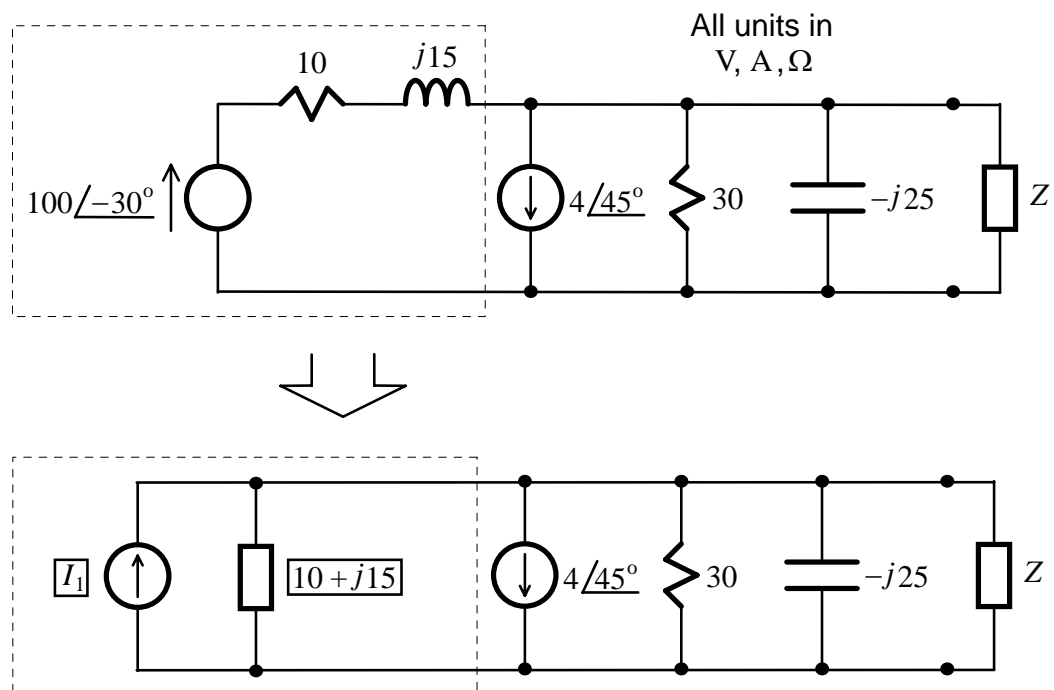 All units in
V, A, Ω
10
j15
100/−30°
4/45°
30
−j25
Z
I₁
10 + j15
4/45°
30
−j25
Z